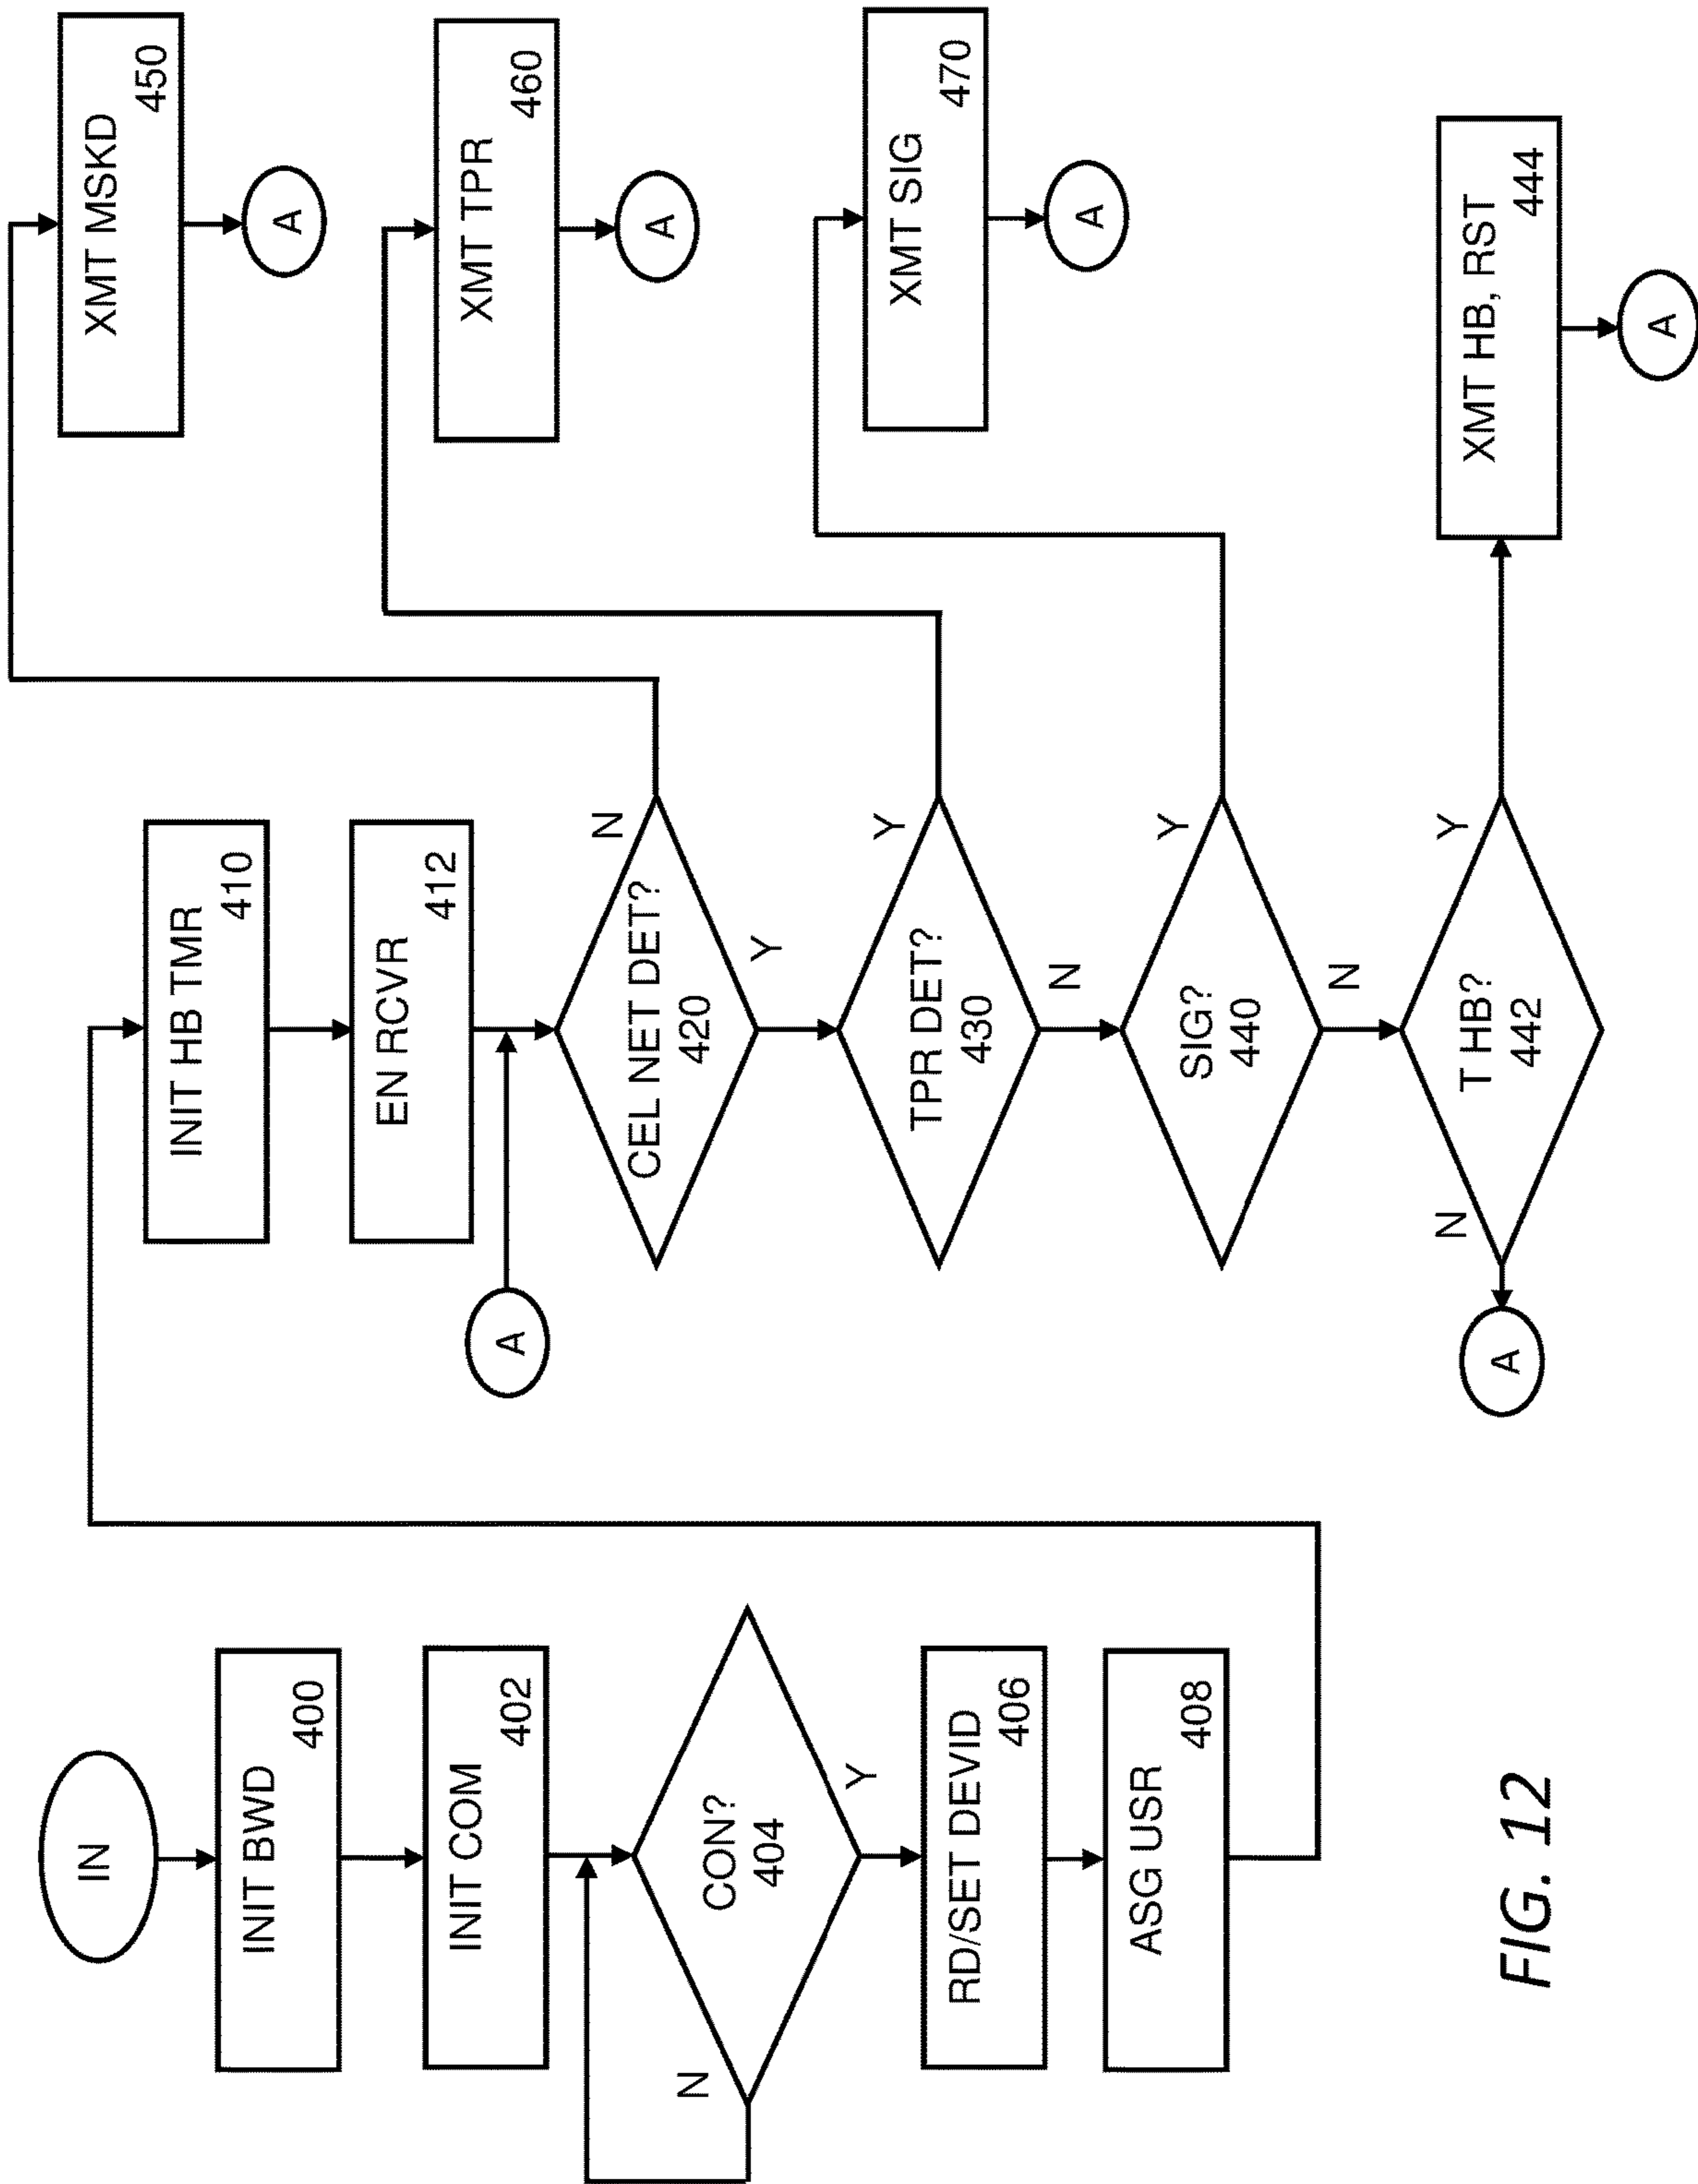 IN
INIT BWD
400
INIT COM
402
CON?
404
N
Y
RD/SET DEVID
406
ASG USR
408
INIT HB TMR
410
EN RCVR
412
A
CEL NET DET?
420
N
Y
TPR DET?
430
Y
N
SIG?
440
Y
N
T HB?
442
N
Y
A
XMT MSKD
450
A
XMT TPR
460
A
XMT SIG
470
A
XMT HB, RST
444
A
FIG. 12